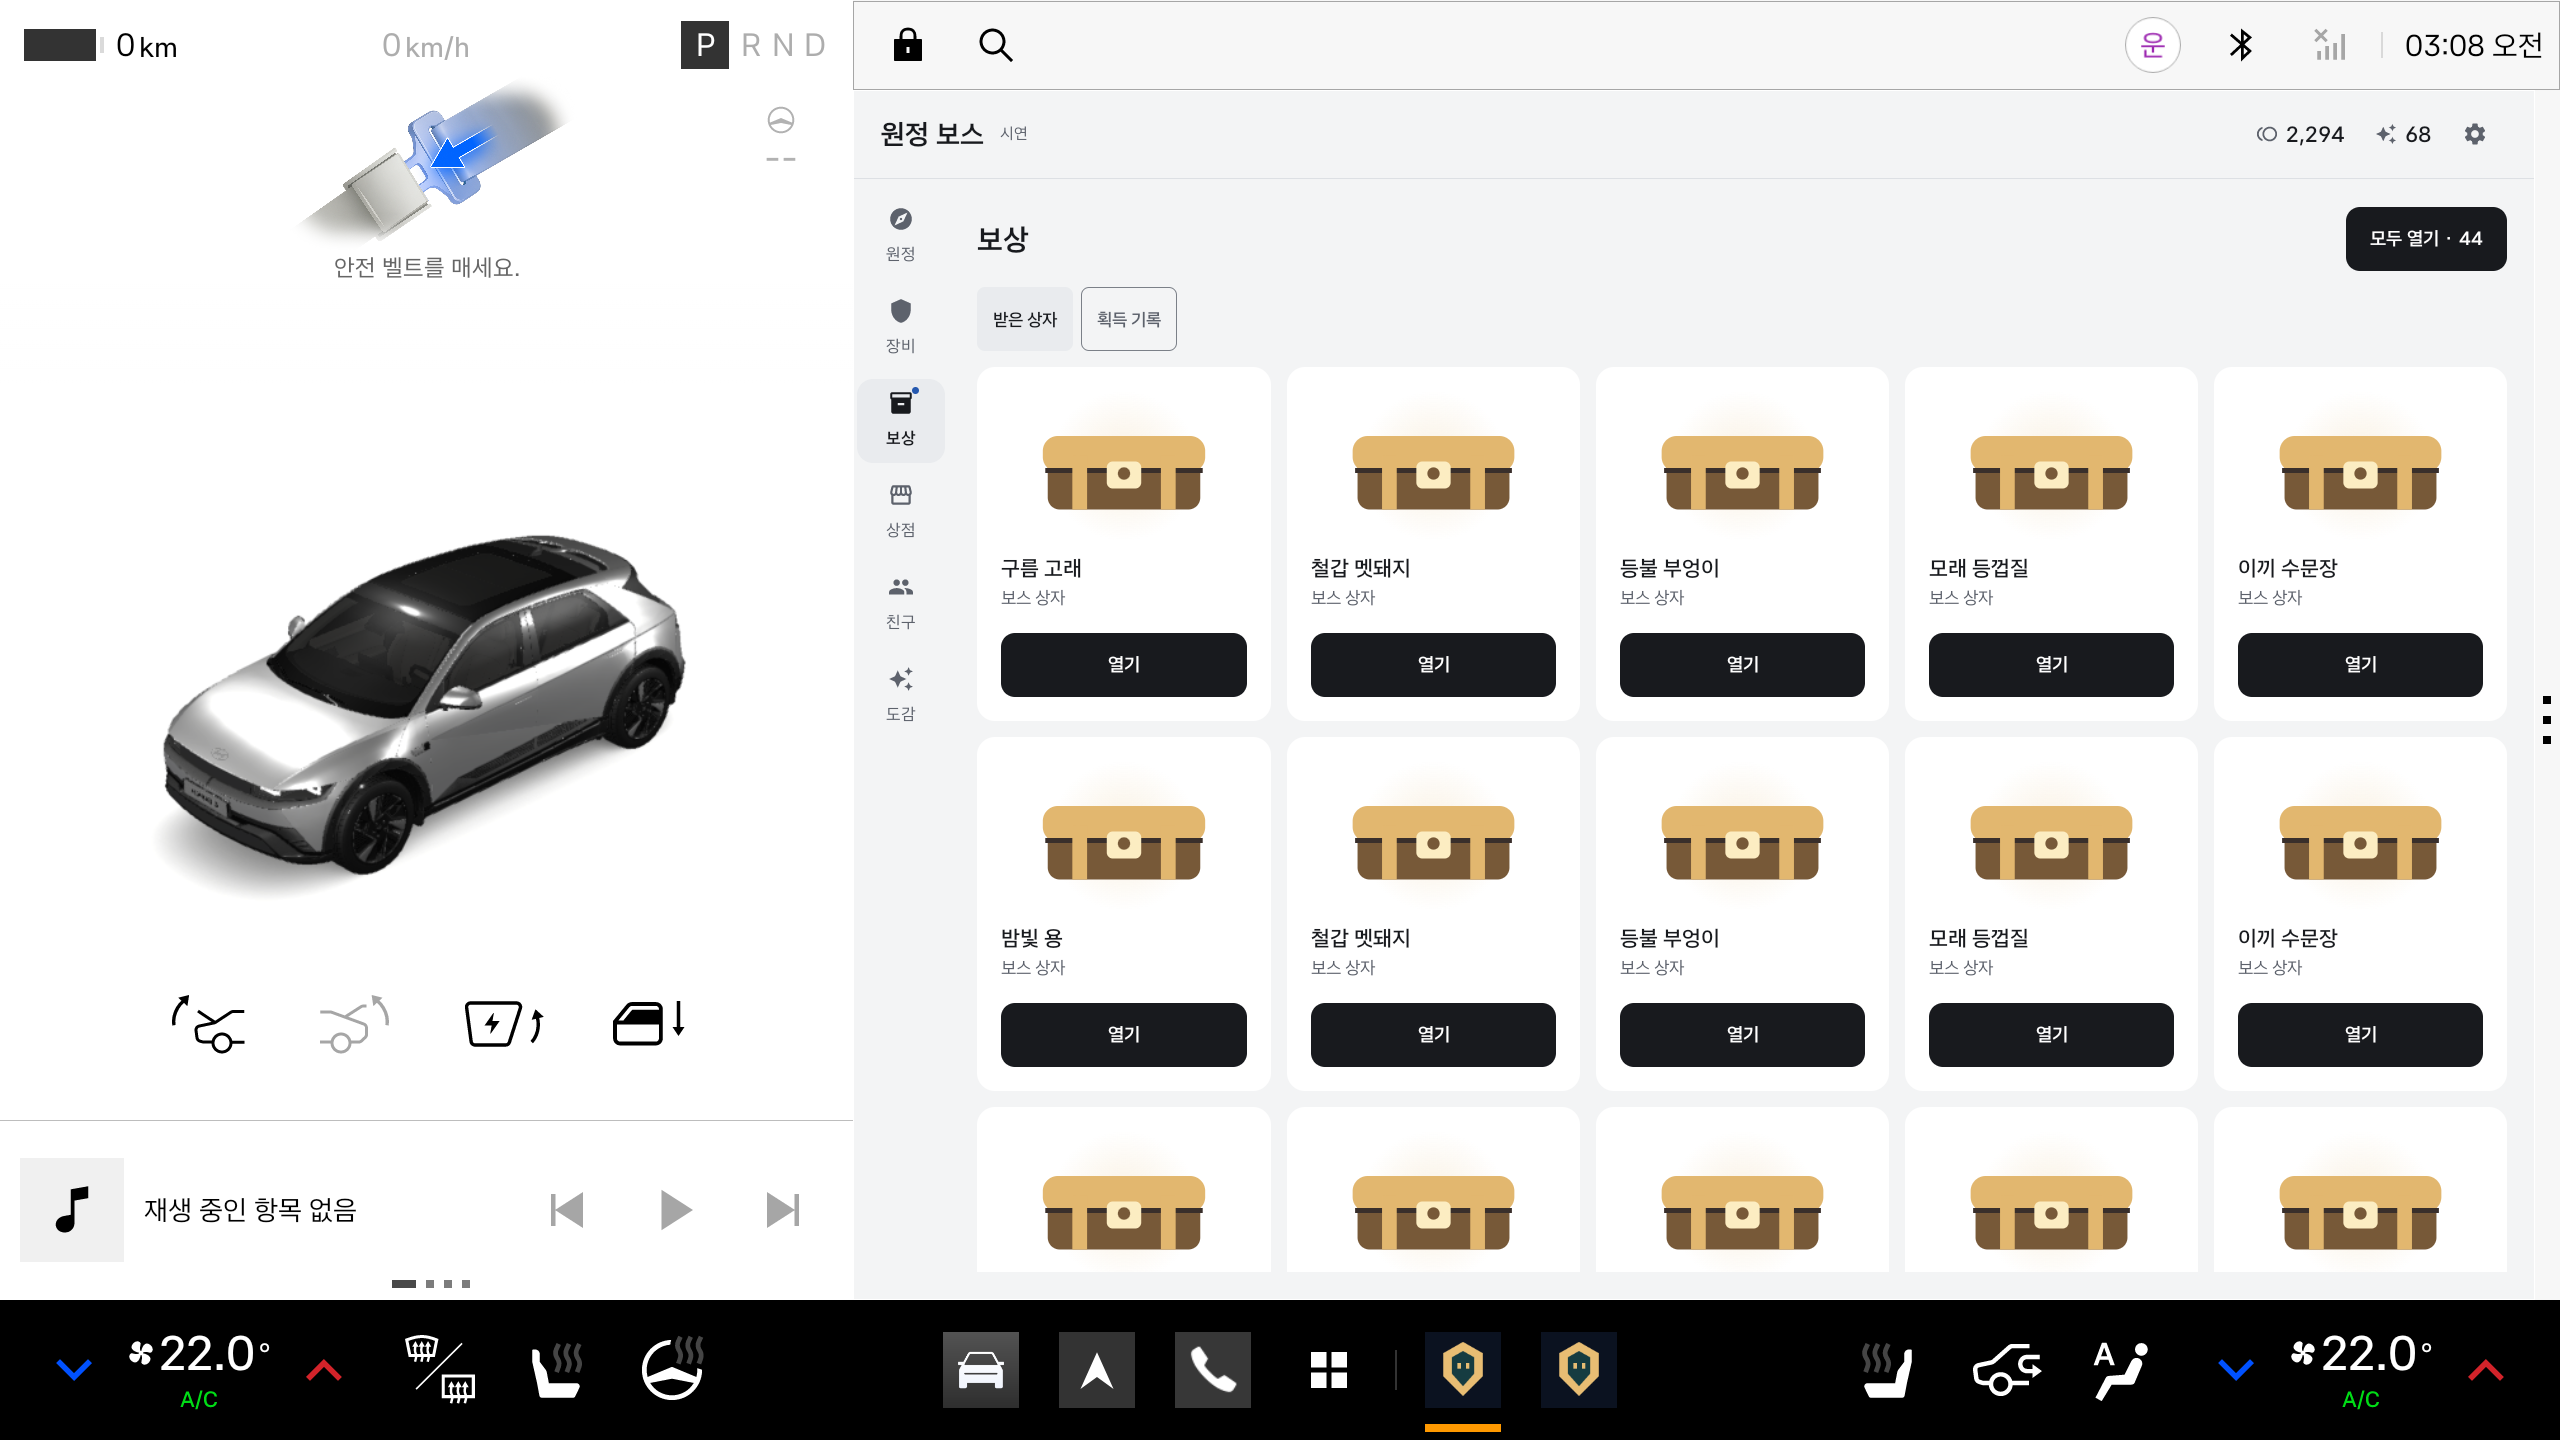 0 km
0 km/h
P R N D
운
03:08 오전
안전 벨트를 매세요.
원정 보스 시연
2,294
68
원정
장비
보상
상점
친구
도감
보상
모두 열기 · 44
받은 상자
획득 기록
구름 고래
보스 상자
열기
철갑 멧돼지
보스 상자
열기
등불 부엉이
보스 상자
열기
모래 등껍질
보스 상자
열기
이끼 수문장
보스 상자
열기
밤빛 용
보스 상자
열기
철갑 멧돼지
보스 상자
열기
등불 부엉이
보스 상자
열기
모래 등껍질
보스 상자
열기
이끼 수문장
보스 상자
열기
재생 중인 항목 없음
22.0°
A/C
A
22.0°
A/C